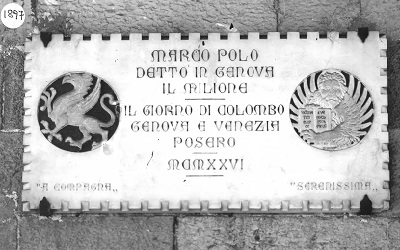 1897
MARCO POLO
DETTO IN GENOVA
IL MILIONE
IL GIORNO DI COLOMBO
GENOVA E VENEZIA
POSERO
MCMXXVI
"A COMPAGNA„
"SERENISSIMA„